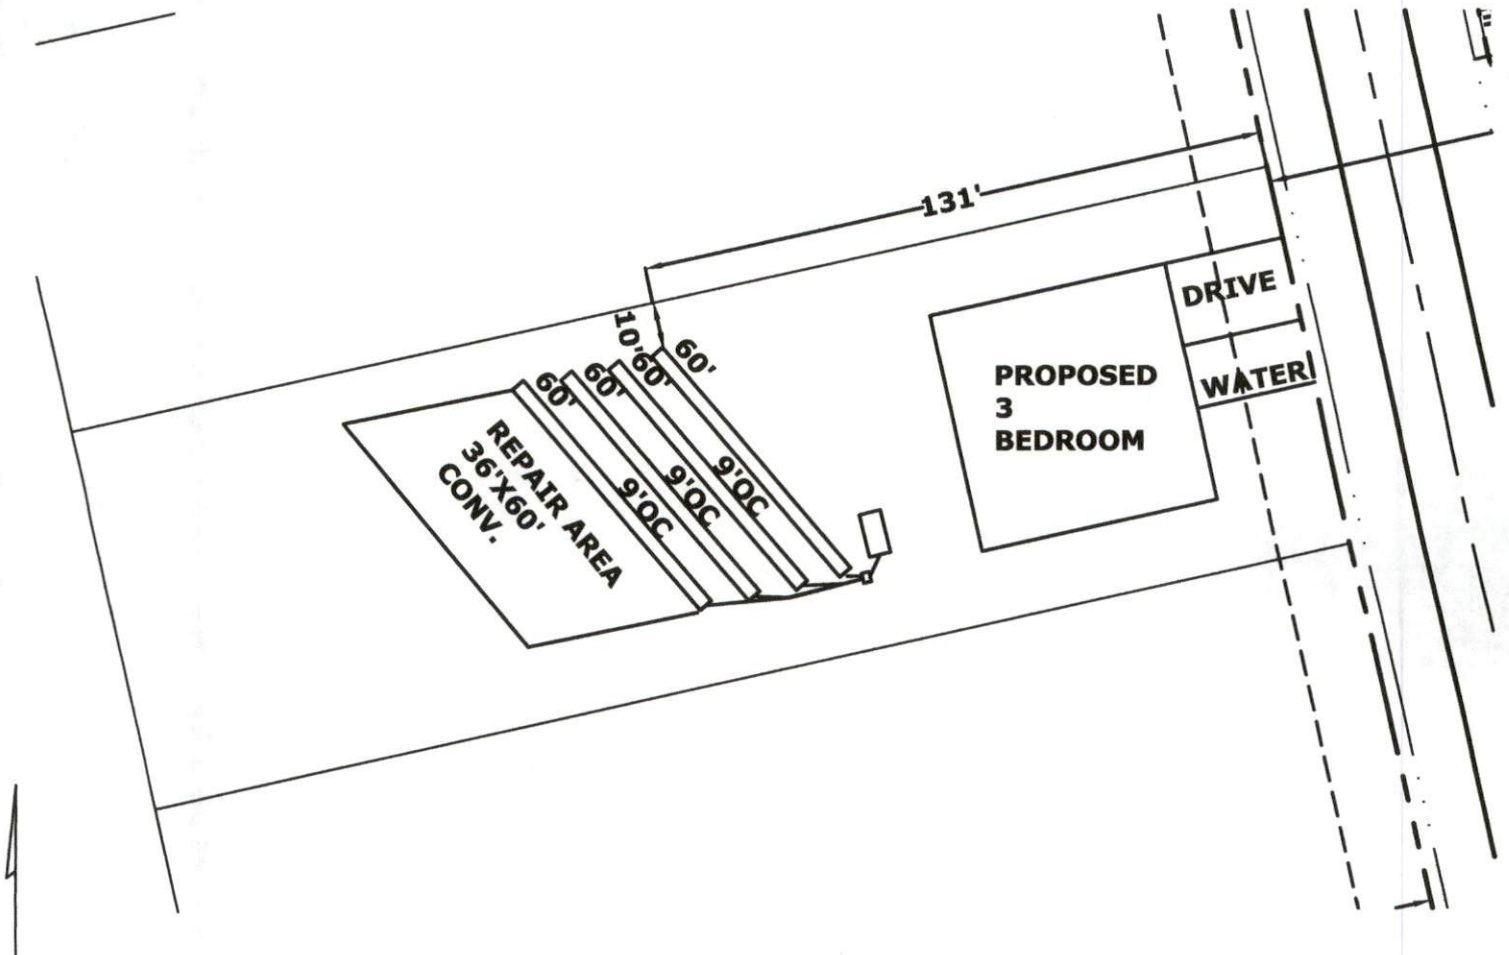 131'
DRIVE
10'
60'
60'
60'
60'
PROPOSED
3
BEDROOM
WATER
REPAIR AREA
36'X60'
CONV.
9'OC
9'OC
9'OC